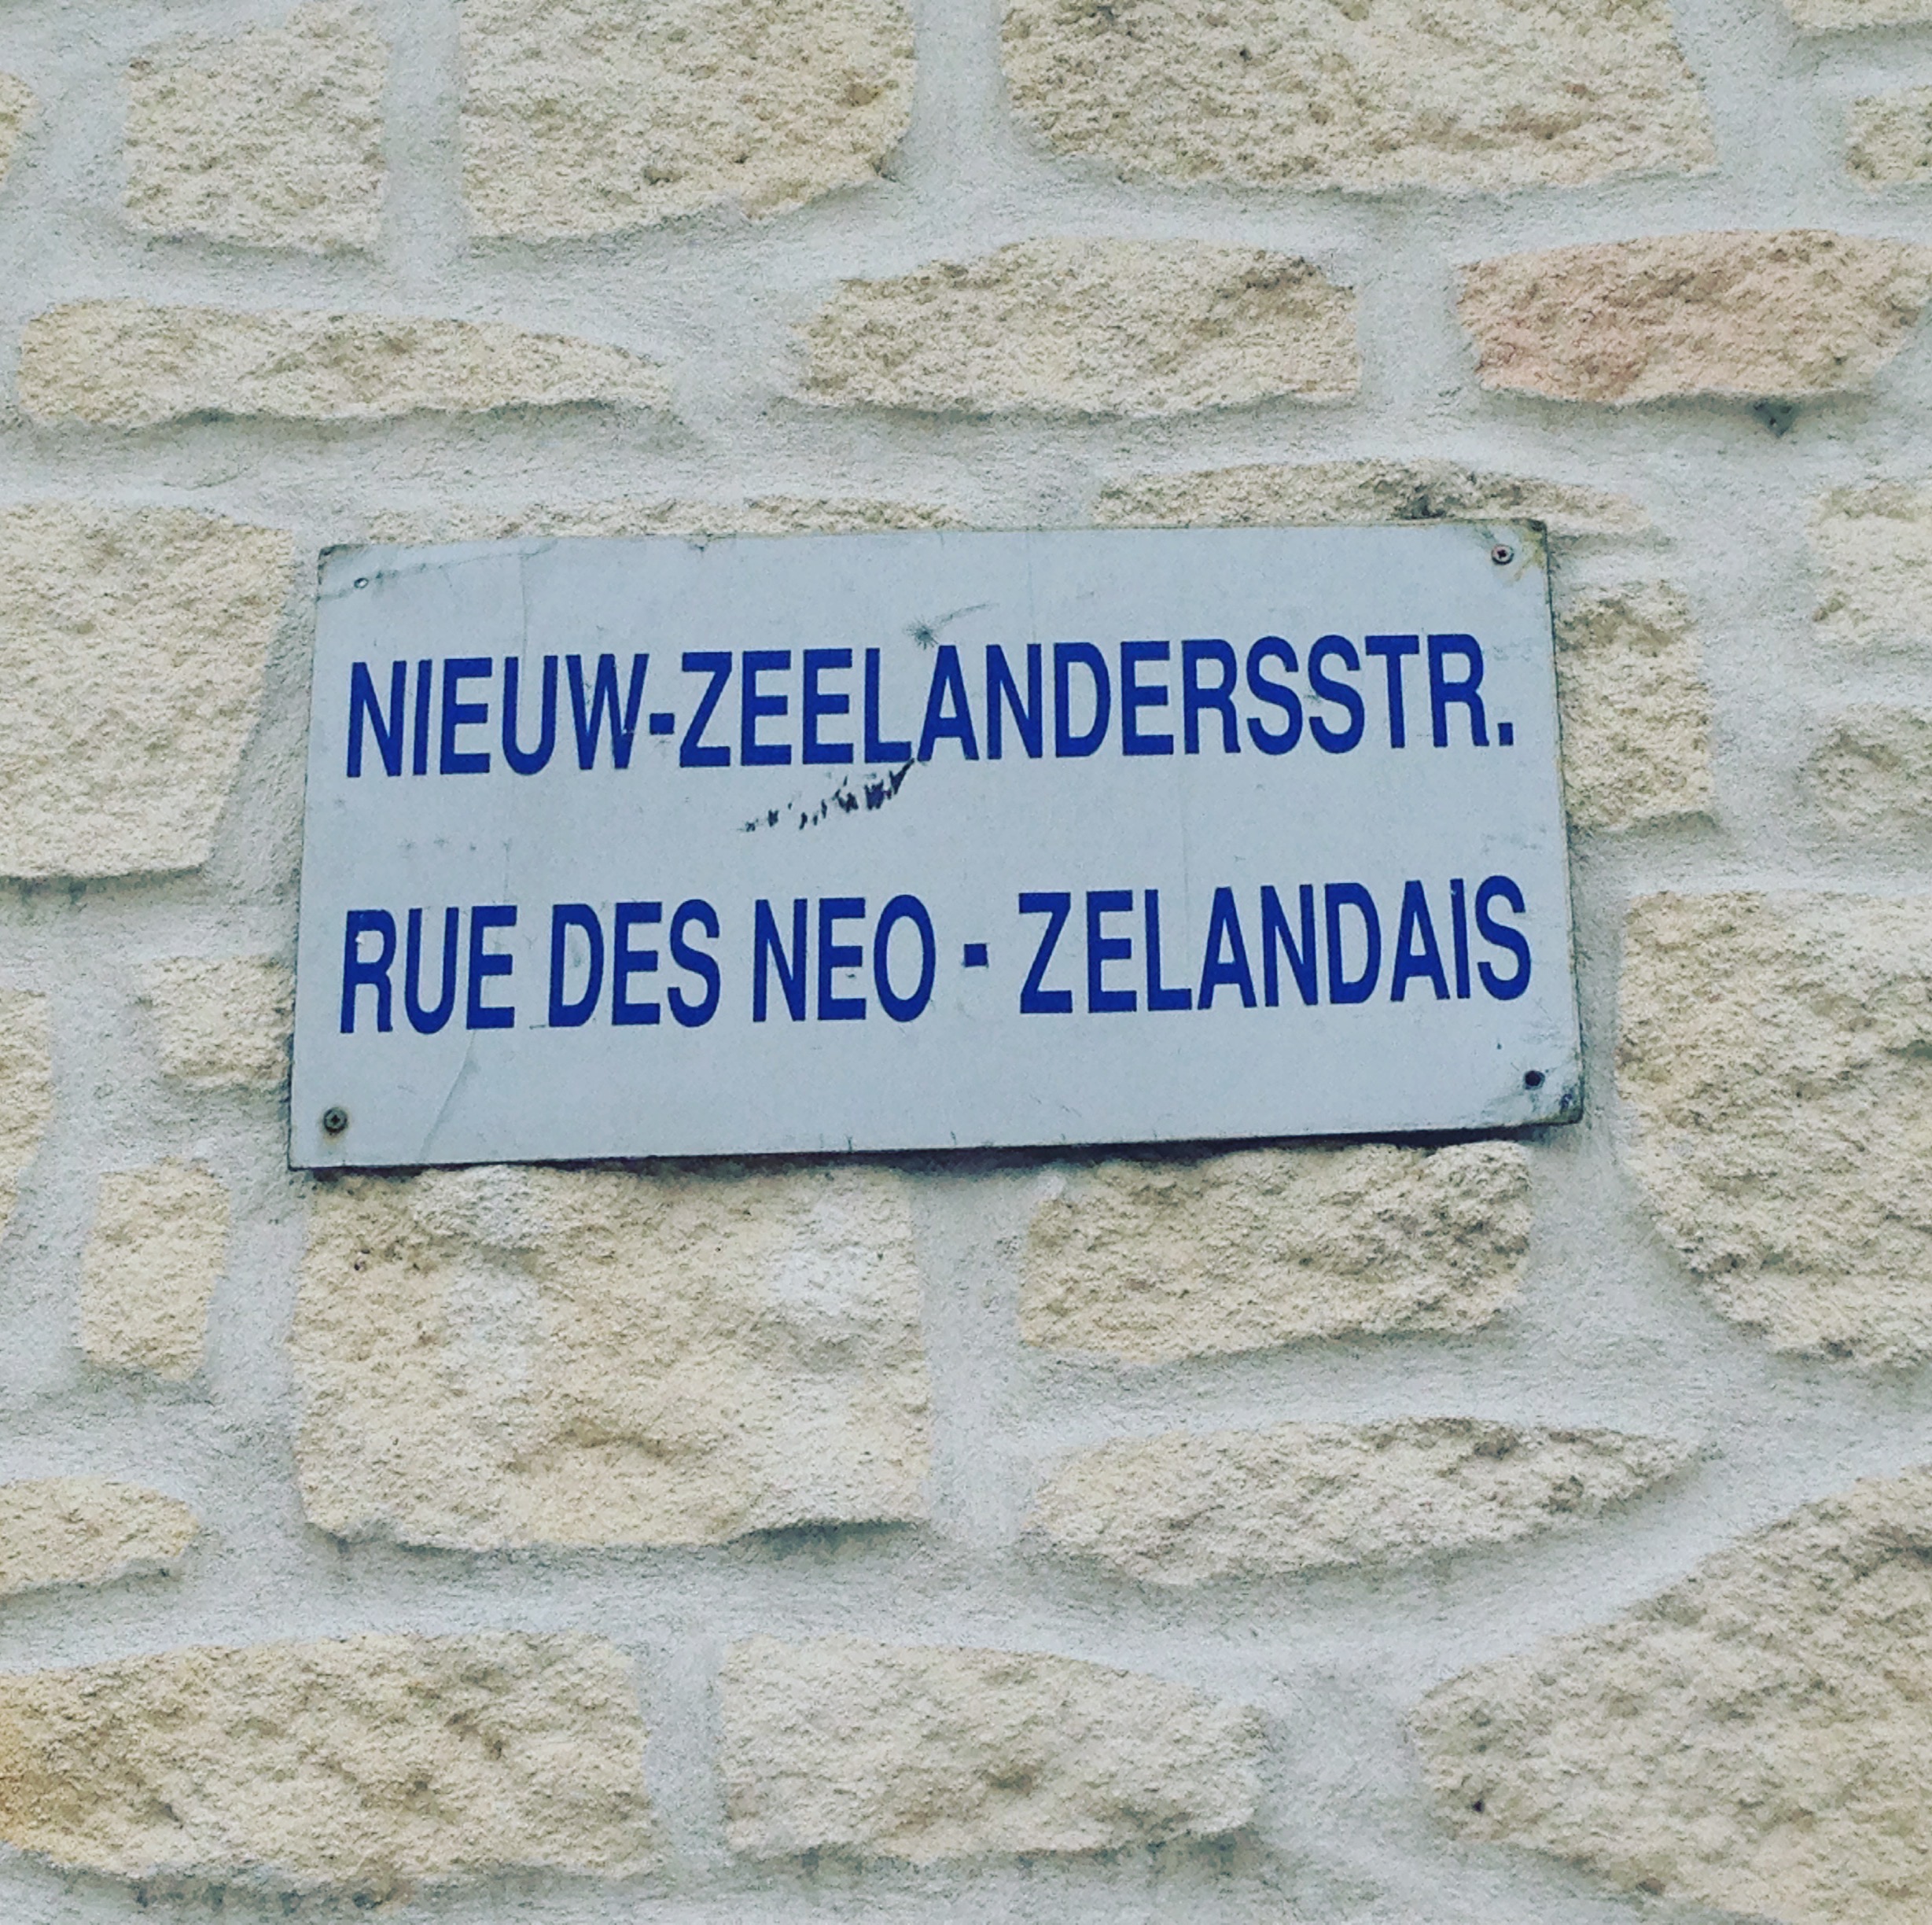 NIEUW-ZEELANDERSSTR.
RUE DES NEO - ZELANDAIS